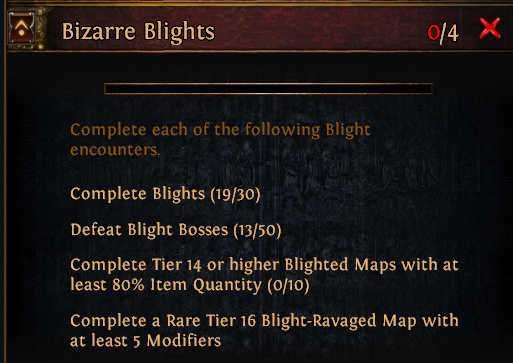 Bizarre Blights 0/4
Complete each of the following Blight
encounters.
Complete Blights (19/30)
Defeat Blight Bosses (13/50)
Complete Tier 14 or higher Blighted Maps with at
least 80% Item Quantity (0/10)
Complete a Rare Tier 16 Blight-Ravaged Map with
at least 5 Modifiers